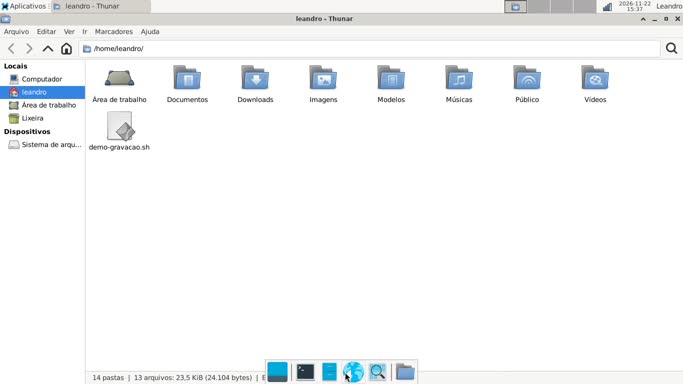 Aplicativos
leandro - Thunar
2026-11-22
15:37
Leandro
leandro - Thunar
Arquivo Editar Ver Ir Marcadores Ajuda
/home/leandro/
Locais
Computador
leandro
Área de trabalho
Lixeira
Dispositivos
Sistema de arqu...
Área de trabalho
Documentos
Downloads
Imagens
Modelos
Músicas
Público
Vídeos
demo-gravacao.sh
14 pastas | 13 arquivos: 23,5 KiB (24.104 bytes) |